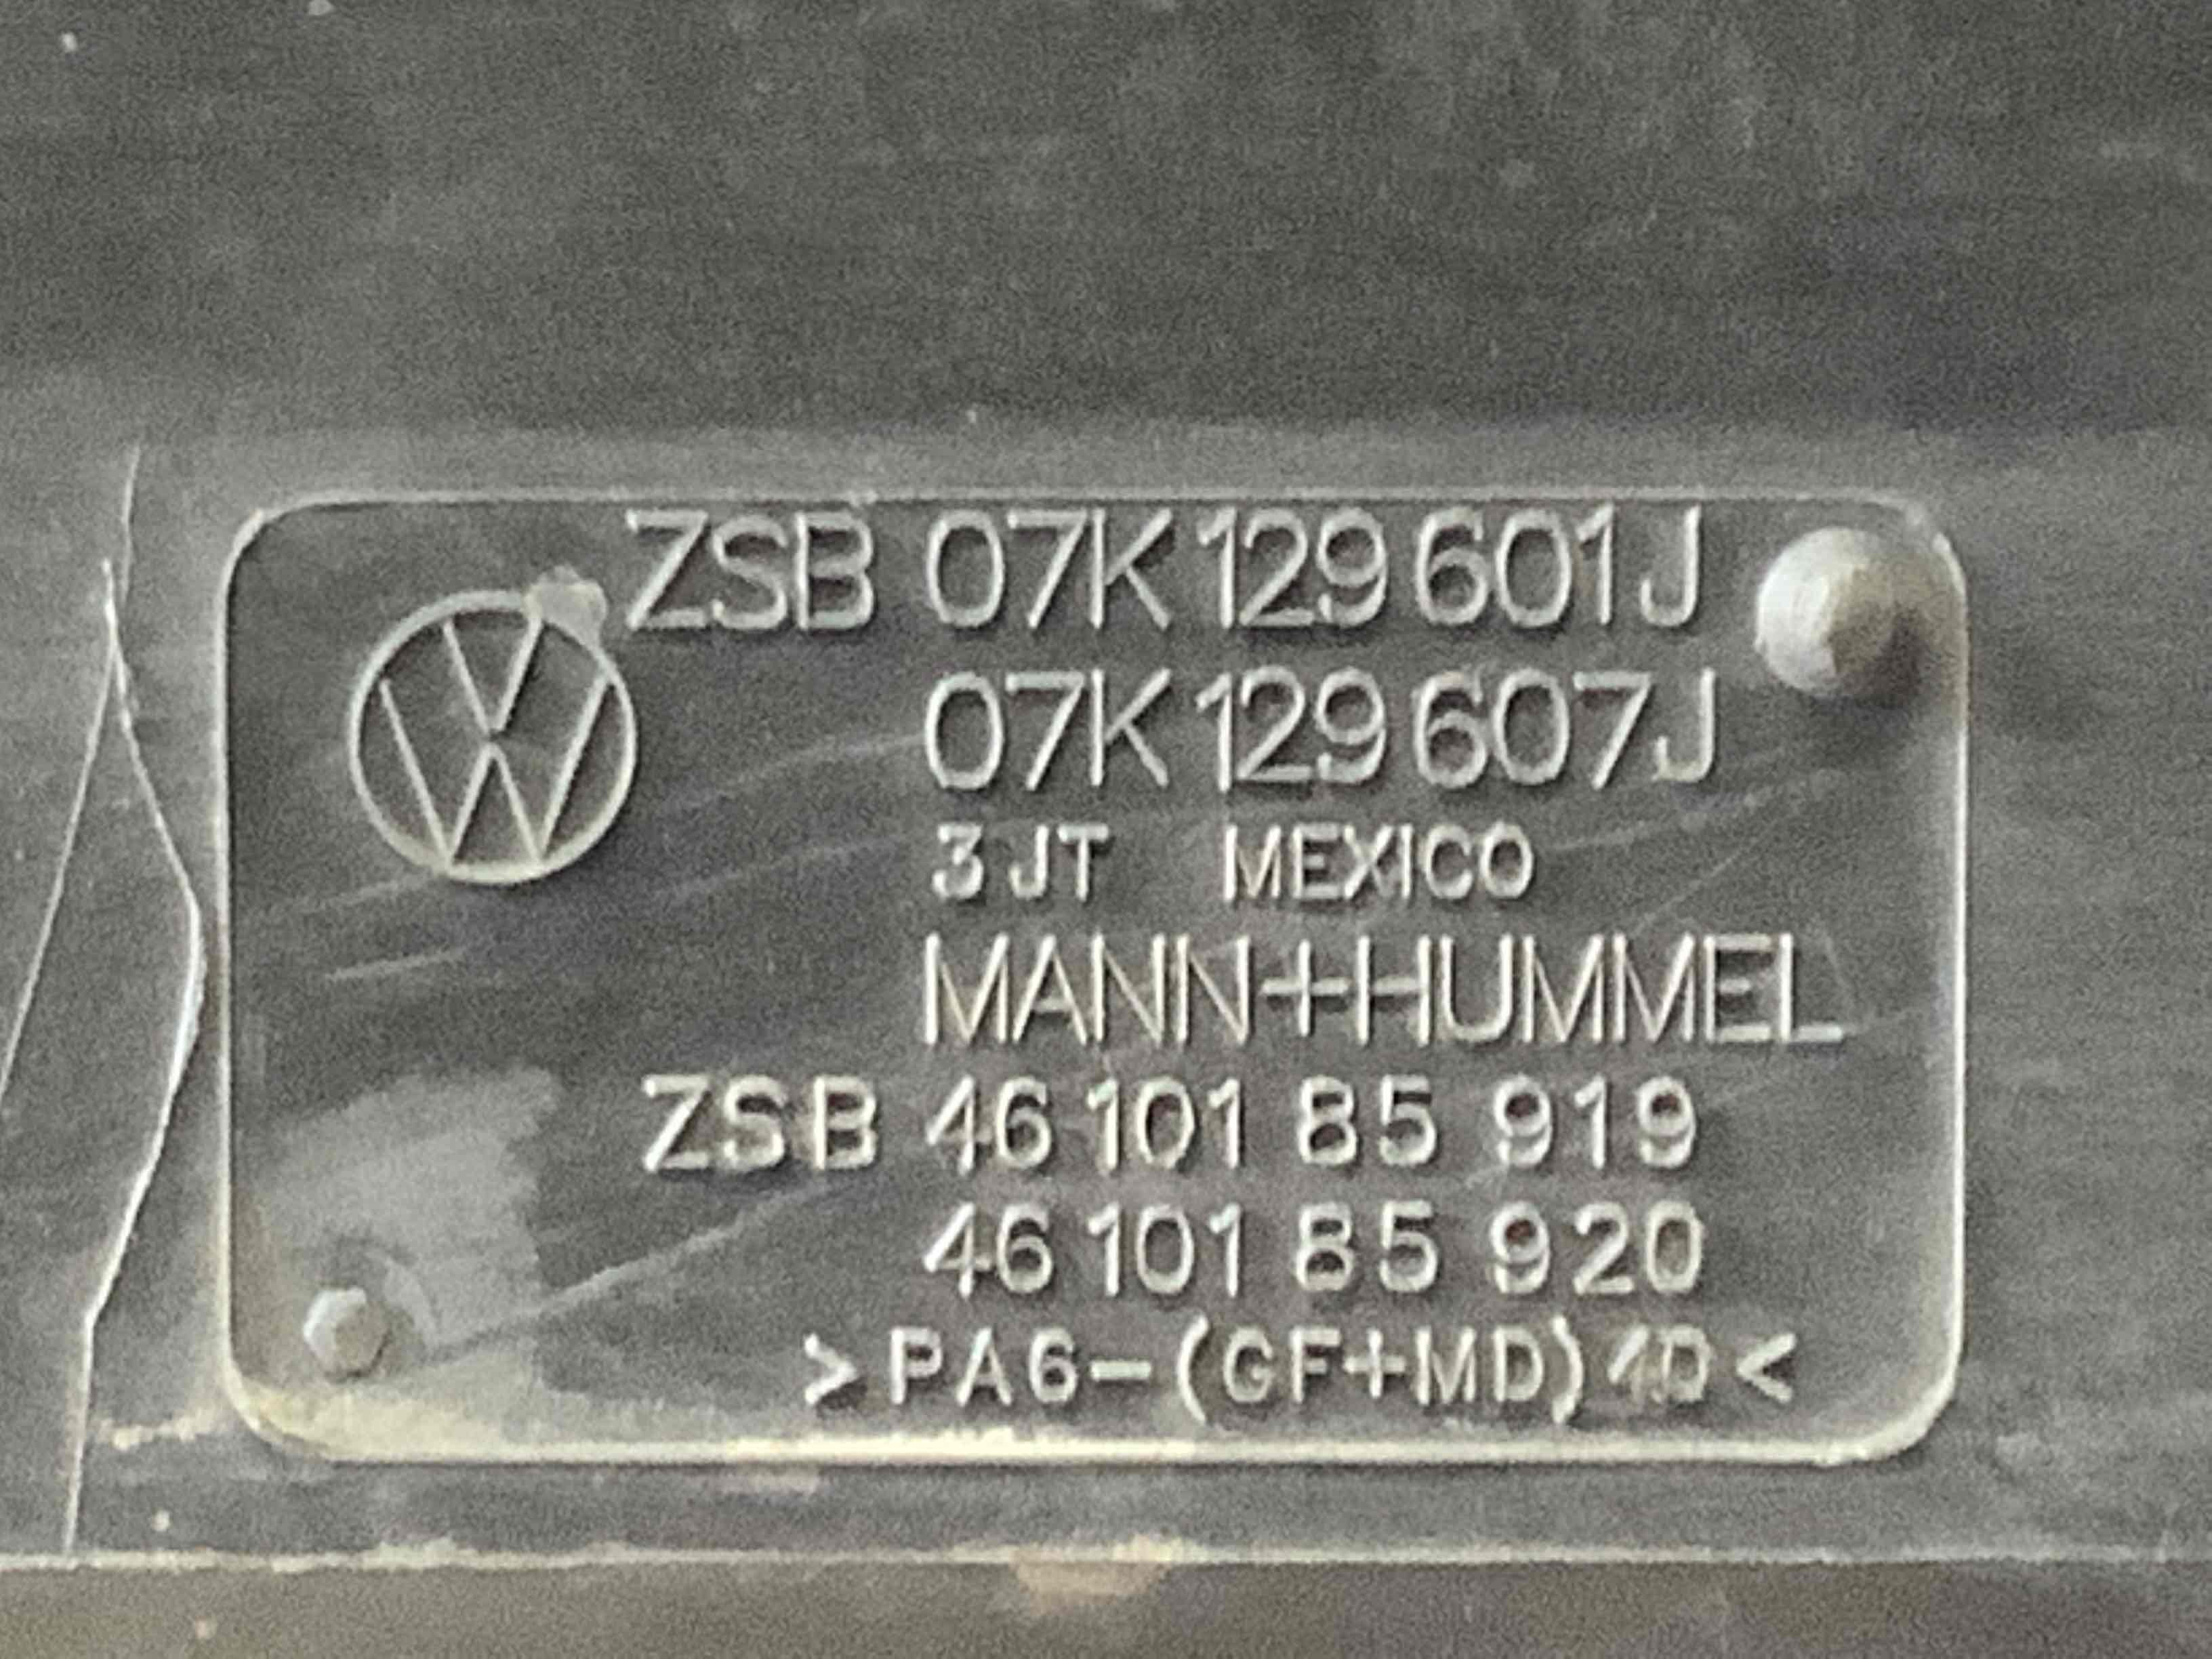 ZSB 07K 129 601 J
07K 129 607 J
3 JT MEXICO
MANN+HUMMEL
ZSB 46 101 85 919
46 101 85 920
>PA6-(GF+MD)40<